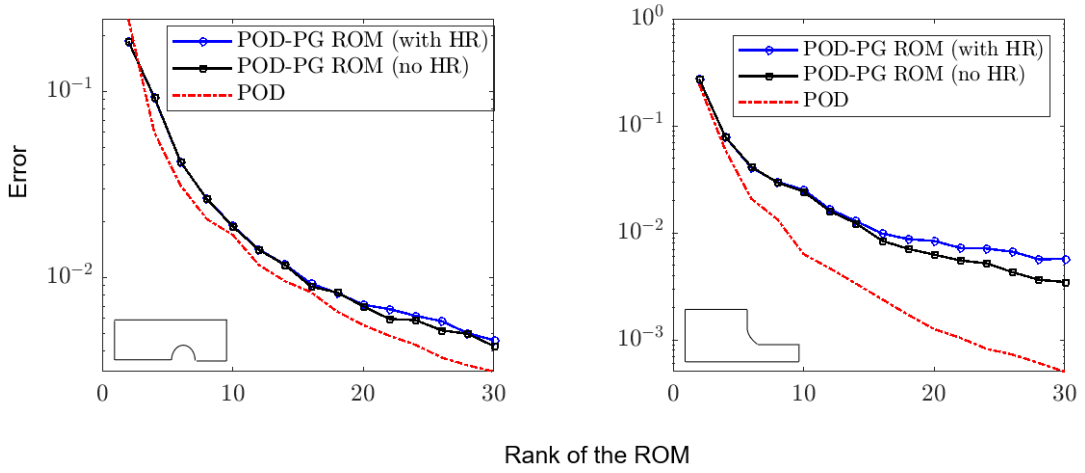 POD-PG ROM (with HR)
POD-PG ROM (no HR)
POD
10^{-1}
10^{-2}
0
10
20
30
Error
10^{0}
10^{-1}
10^{-2}
10^{-3}
POD-PG ROM (with HR)
POD-PG ROM (no HR)
POD
0
10
20
30
Rank of the ROM